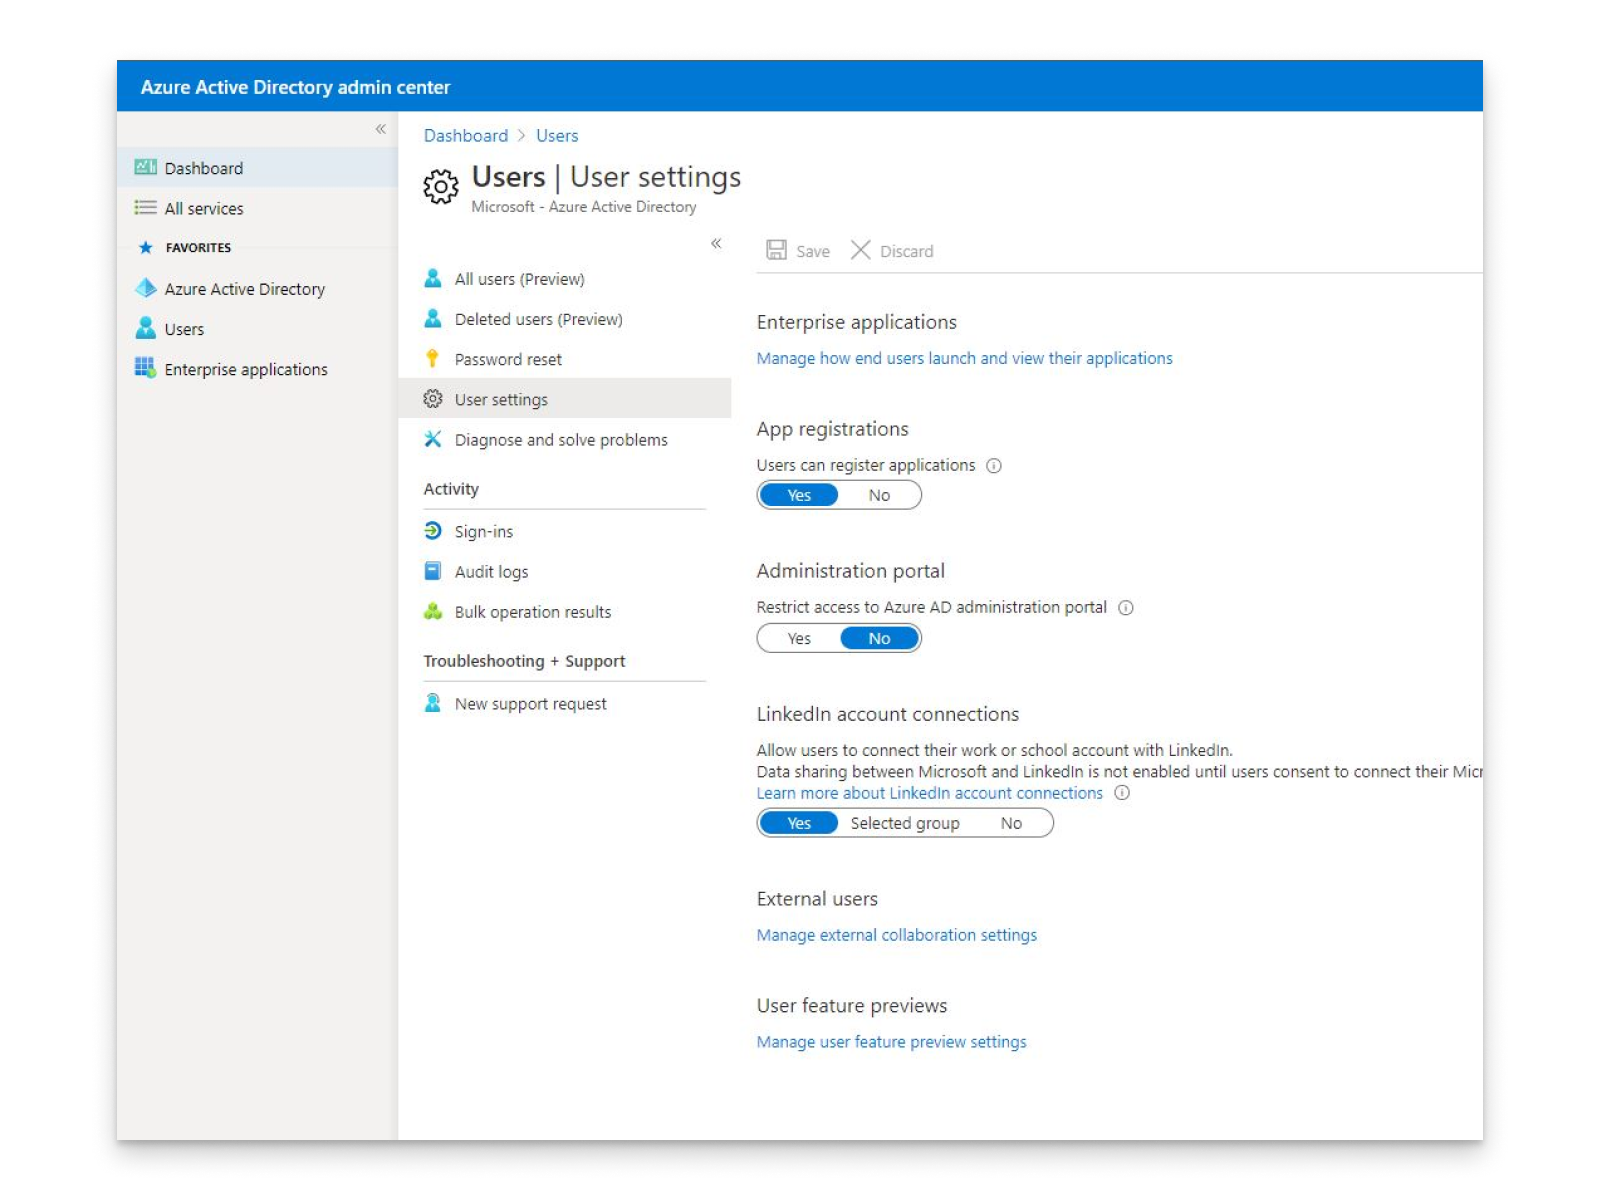 Azure Active Directory admin center
Dashboard
All services
FAVORITES
Azure Active Directory
Users
Enterprise applications
Dashboard > Users
Users | User settings
Microsoft - Azure Active Directory
All users (Preview)
Deleted users (Preview)
Password reset
User settings
Diagnose and solve problems
Activity
Sign-ins
Audit logs
Bulk operation results
Troubleshooting + Support
New support request
Save Discard
Enterprise applications
Manage how end users launch and view their applications
App registrations
Users can register applications
Yes No
Administration portal
Restrict access to Azure AD administration portal
Yes No
LinkedIn account connections
Allow users to connect their work or school account with LinkedIn.
Data sharing between Microsoft and LinkedIn is not enabled until users consent to connect their Micr
Learn more about LinkedIn account connections
Yes Selected group No
External users
Manage external collaboration settings
User feature previews
Manage user feature preview settings